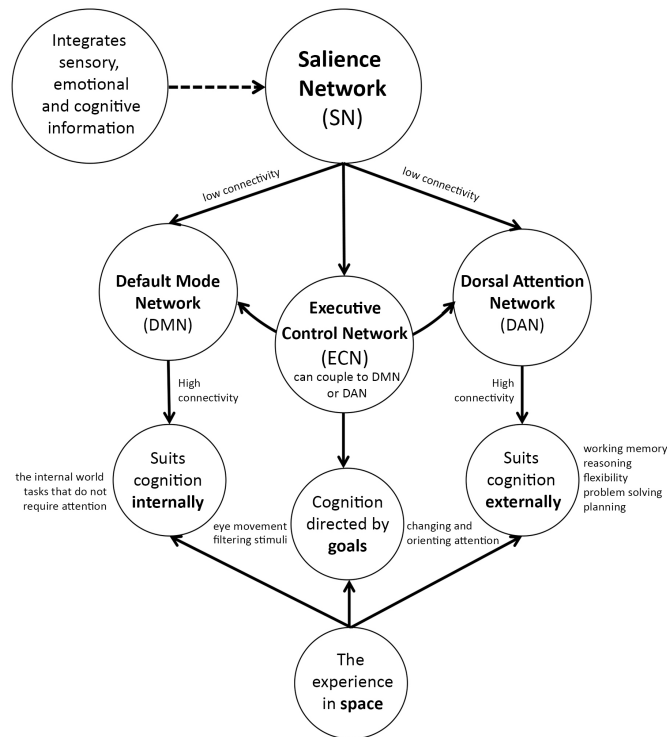 Integrates
sensory,
emotional
and cognitive
information
Salience
Network
(SN)
low connectivity
low connectivity
Default Mode
Network
(DMN)
Executive
Control Network
(ECN)
can couple to DMN
or DAN
Dorsal Attention
Network
(DAN)
High
connectivity
High
connectivity
the internal world
tasks that do not
require attention
Suits
cognition
internally
eye movement
filtering stimuli
Cognition
directed by
goals
changing and
orienting attention
Suits
cognition
externally
working memory
reasoning
flexibility
problem solving
planning
The
experience
in space